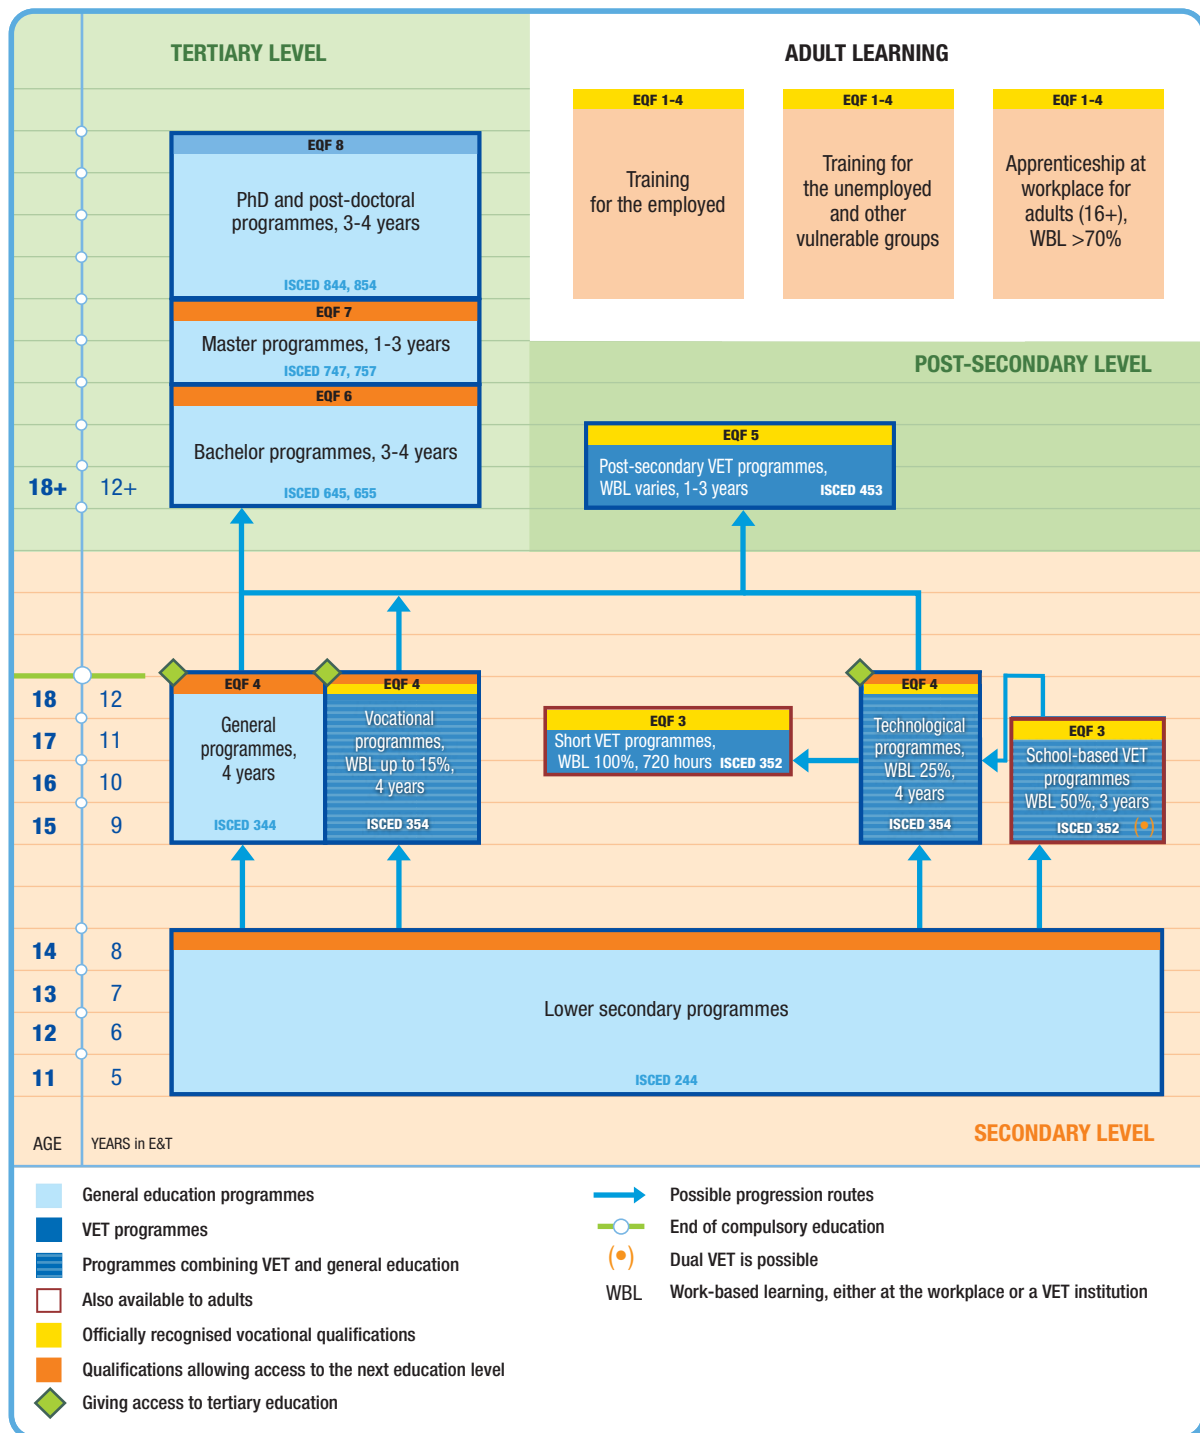 TERTIARY LEVEL
ADULT LEARNING
EQF 1-4
Training
for the employed
EQF 1-4
Training for
the unemployed
and other
vulnerable groups
EQF 1-4
Apprenticeship at
workplace for
adults (16+),
WBL >70%
EQF 8
PhD and post-doctoral
programmes, 3-4 years
ISCED 844, 854
EQF 7
Master programmes, 1-3 years
ISCED 747, 757
EQF 6
Bachelor programmes, 3-4 years
ISCED 645, 655
POST-SECONDARY LEVEL
EQF 5
Post-secondary VET programmes,
WBL varies, 1-3 years ISCED 453
18+ 12+
18 12
17 11
16 10
15 9
EQF 4
General
programmes,
4 years
ISCED 344
EQF 4
Vocational
programmes,
WBL up to 15%,
4 years
ISCED 354
EQF 3
Short VET programmes,
WBL 100%, 720 hours ISCED 352
EQF 4
Technological
programmes,
WBL 25%,
4 years
ISCED 354
EQF 3
School-based VET
programmes
WBL 50%, 3 years
ISCED 352 (•)
14 8
13 7
12 6
11 5
Lower secondary programmes
ISCED 244
AGE YEARS in E&T
SECONDARY LEVEL
General education programmes
VET programmes
Programmes combining VET and general education
Also available to adults
Officially recognised vocational qualifications
Qualifications allowing access to the next education level
Giving access to tertiary education
Possible progression routes
End of compulsory education
(•) Dual VET is possible
WBL Work-based learning, either at the workplace or a VET institution